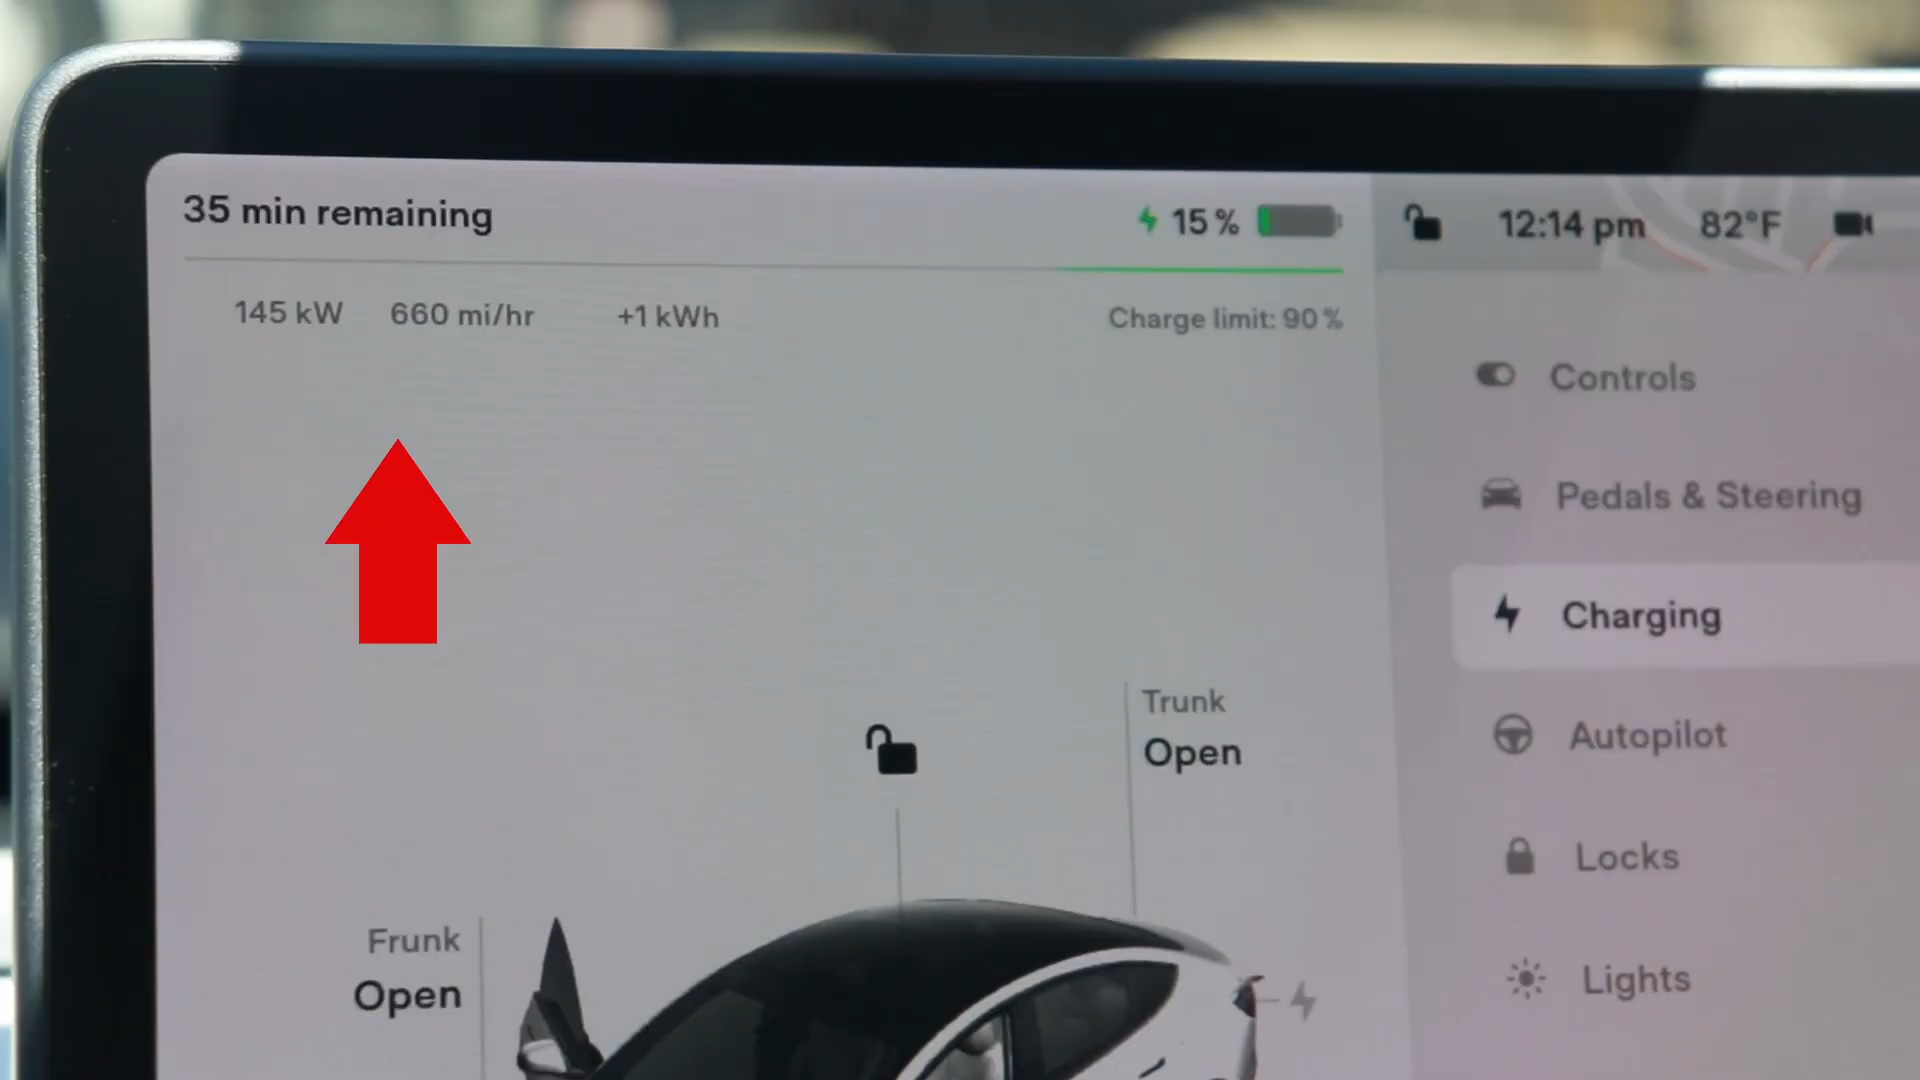 35 min remaining
15 %
145 kW 660 mi/hr +1 kWh
Charge limit: 90 %
12:14 pm 82°F
Controls
Pedals & Steering
Charging
Autopilot
Locks
Lights
Trunk
Open
Frunk
Open